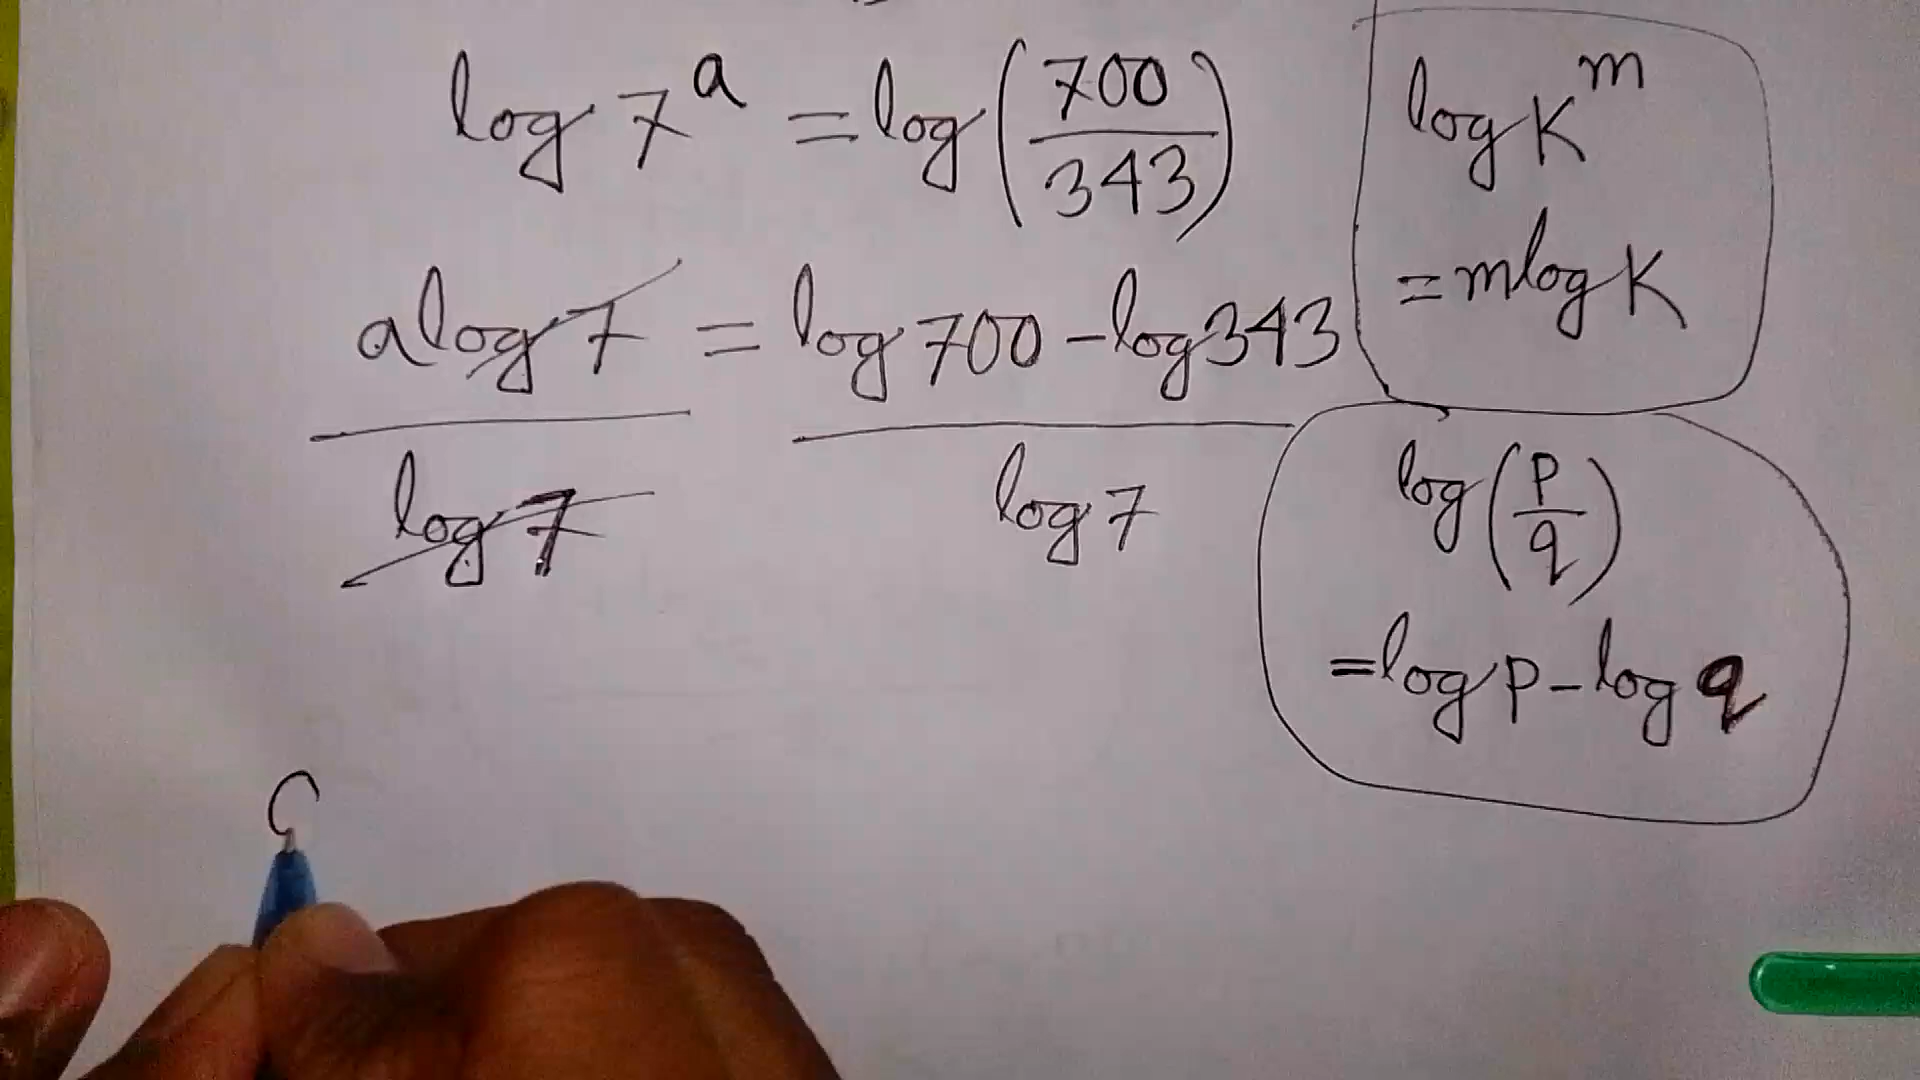 log 7^a = log(700/343)
a log 7 = log 700 - log 343
log 7 log 7
log K^m
= m log K
log(P/q)
= log P - log q
a